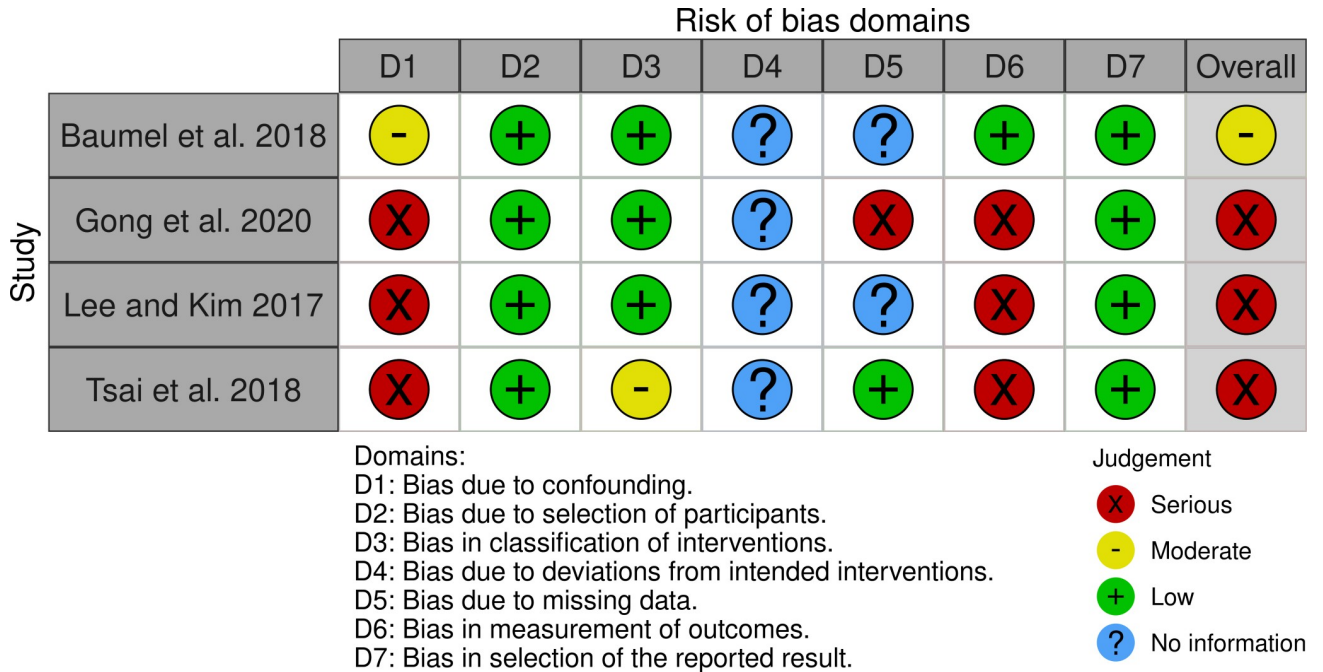 Risk of bias domains
D1 D2 D3 D4 D5 D6 D7 Overall
Study
Baumel et al. 2018 - + + ? ? + + -
Gong et al. 2020 X + + ? X X + X
Lee and Kim 2017 X + + ? ? X + X
Tsai et al. 2018 X + - ? + X + X
Domains:
D1: Bias due to confounding.
D2: Bias due to selection of participants.
D3: Bias in classification of interventions.
D4: Bias due to deviations from intended interventions.
D5: Bias due to missing data.
D6: Bias in measurement of outcomes.
D7: Bias in selection of the reported result.
Judgement
X Serious
- Moderate
+ Low
? No information